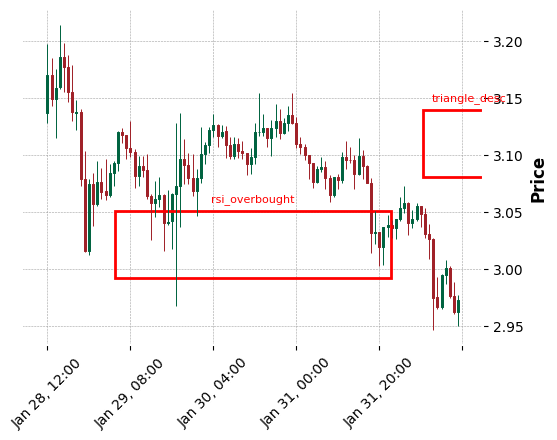 3.20
triangle_desc
3.15
3.10
Price
rsi_overbought
3.05
3.00
2.95
Jan 28, 12:00
Jan 29, 08:00
Jan 30, 04:00
Jan 31, 00:00
Jan 31, 20:00